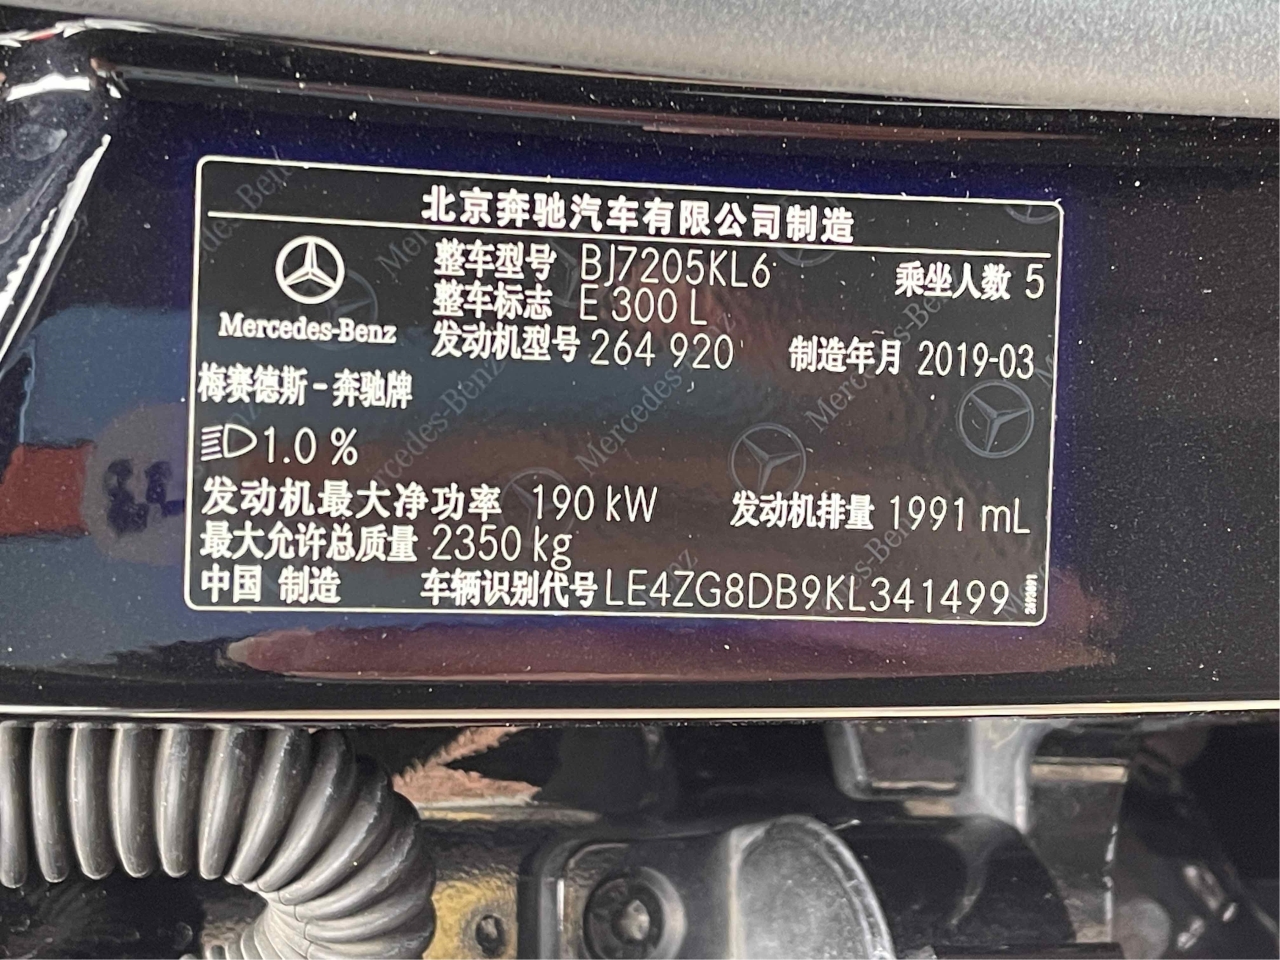 北京奔驰汽车有限公司制造
整车型号 BJ7205KL6 乘坐人数 5
整车标志 E 300 L
Mercedes-Benz
发动机型号 264 920 制造年月 2019-03
梅赛德斯-奔驰牌
1.0 %
发动机最大净功率 190 kW 发动机排量 1991 mL
最大允许总质量 2350 kg
中国 制造 车辆识别代号 LE4ZG8DB9KL341499